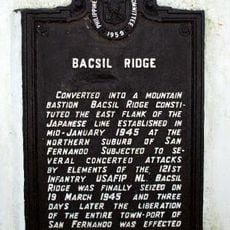 PHILIPPINES
COMMITTEE
1950
BACSIL RIDGE
CONVERTED INTO A MOUNTAIN
BASTION BACSIL RIDGE CONSTI-
TUTED THE EAST FLANK OF THE
JAPANESE LINE ESTABLISHED IN
MID-JANUARY 1945 AT THE
NORTHERN SUBURB OF SAN
FERNANDO SUBJECTED TO SE-
VERAL CONCERTED ATTACKS
BY ELEMENTS OF THE 121ST
INFANTRY USAFIP NL. BACSIL
RIDGE WAS FINALLY SEIZED ON
19 MARCH 1945 AND THREE
DAYS LATER THE LIBERATION
OF THE ENTIRE TOWN-PORT OF
SAN FERNANDO WAS EFFECTED